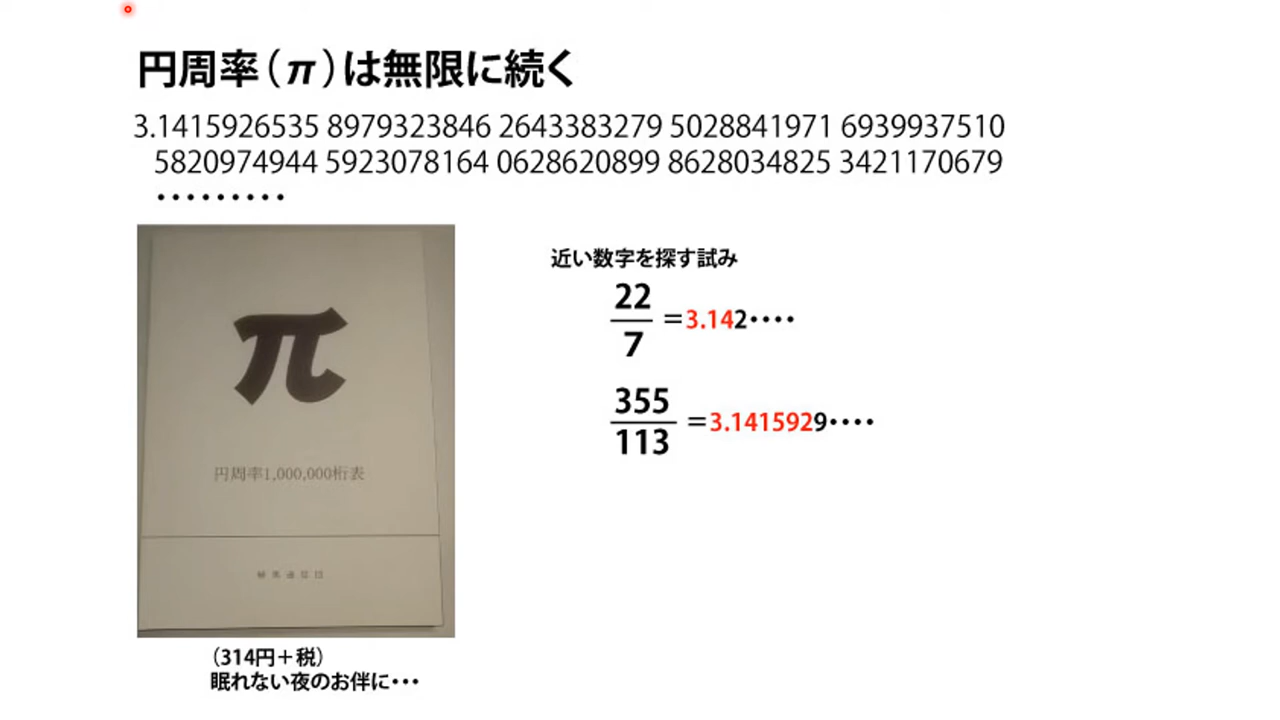 円周率(π)は無限に続く
3.1415926535 8979323846 2643383279 5028841971 6939937510
5820974944 5923078164 0628620899 8628034825 3421170679
・・・・・・・・・
π
円周率1,000,000桁表
(314円+税)
眠れない夜のお伴に・・・
近い数字を探す試み
22
7
=3.142・・・・
355
113
=3.1415929・・・・